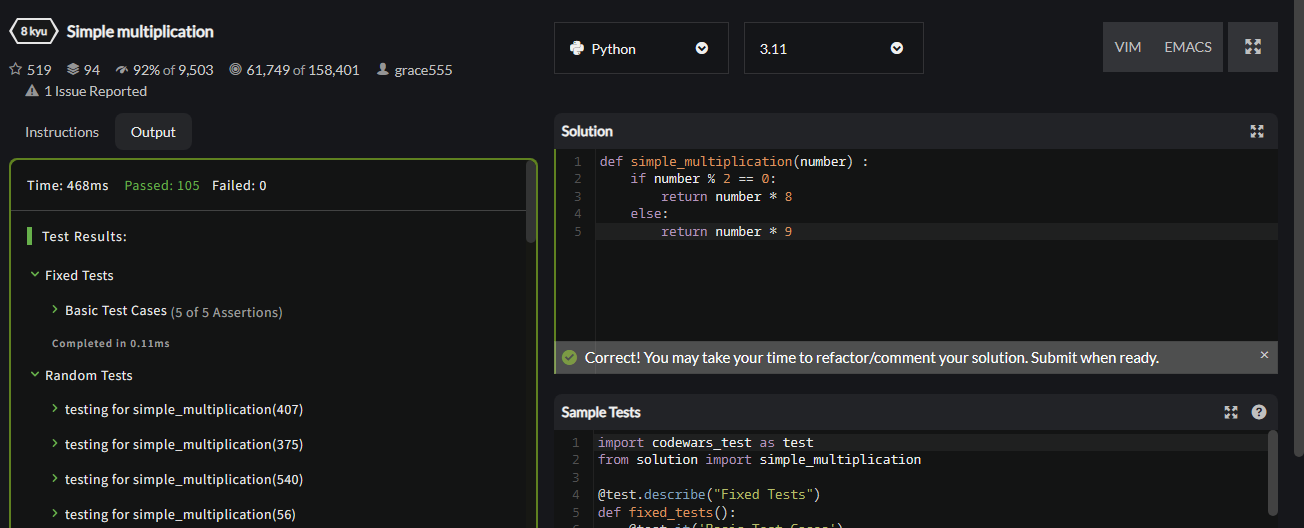 8 kyu Simple multiplication
519 94 92% of 9,503 61,749 of 158,401 grace555
1 Issue Reported
Instructions Output
Time: 468ms Passed: 105 Failed: 0
Test Results:
Fixed Tests
Basic Test Cases (5 of 5 Assertions)
Completed in 0.11ms
Random Tests
testing for simple_multiplication(407)
testing for simple_multiplication(375)
testing for simple_multiplication(540)
testing for simple_multiplication(56)
Python 3.11 VIM EMACS
Solution
1 def simple_multiplication(number) :
2 if number % 2 == 0:
3 return number * 8
4 else:
5 return number * 9
Correct! You may take your time to refactor/comment your solution. Submit when ready. ×
Sample Tests ?
1 import codewars_test as test
2 from solution import simple_multiplication
3
4 @test.describe("Fixed Tests")
5 def fixed_tests():